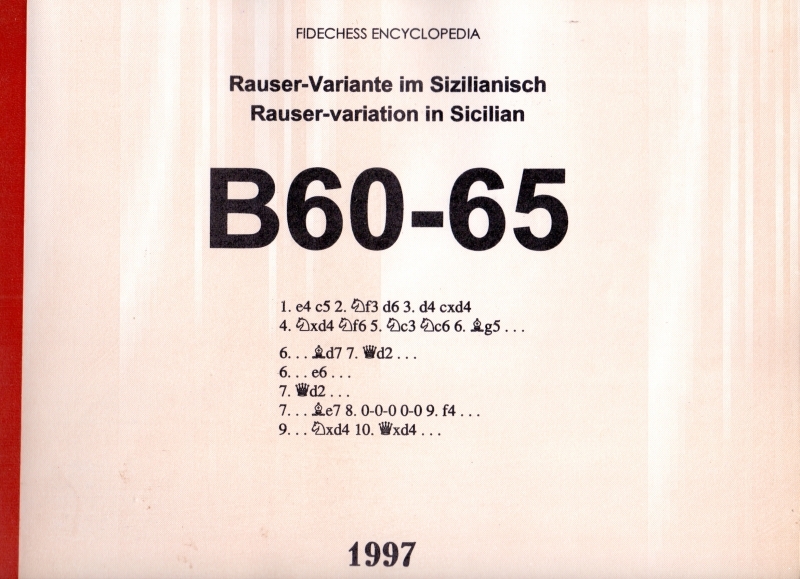 FIDECHESS ENCYCLOPEDIA
Rauser-Variante im Sizilianisch
Rauser-variation in Sicilian
B60-65
1. e4 c5 2. ♘f3 d6 3. d4 cxd4
4. ♘xd4 ♘f6 5. ♘c3 ♘c6 6. ♝g5 . . .
6. . . ♝d7 7. ♛d2 . . .
6. . . e6 . . .
7. ♛d2 . . .
7. . . ♝e7 8. 0-0-0 0-0 9. f4 . . .
9. . . ♘xd4 10. ♛xd4 . . .
1997